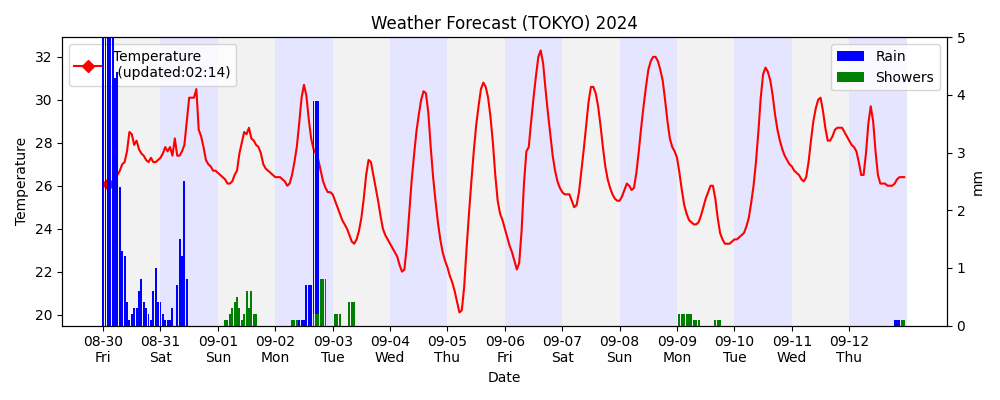 Weather Forecast (TOKYO) 2024
Temperature
(updated:02:14)
Rain
Showers
Temperature
32
30
28
26
24
22
20
5
4
3
2
1
0
mm
08-30 08-31 09-01 09-02 09-03 09-04 09-05 09-06 09-07 09-08 09-09 09-10 09-11 09-12
Fri Sat Sun Mon Tue Wed Thu Fri Sat Sun Mon Tue Wed Thu
Date